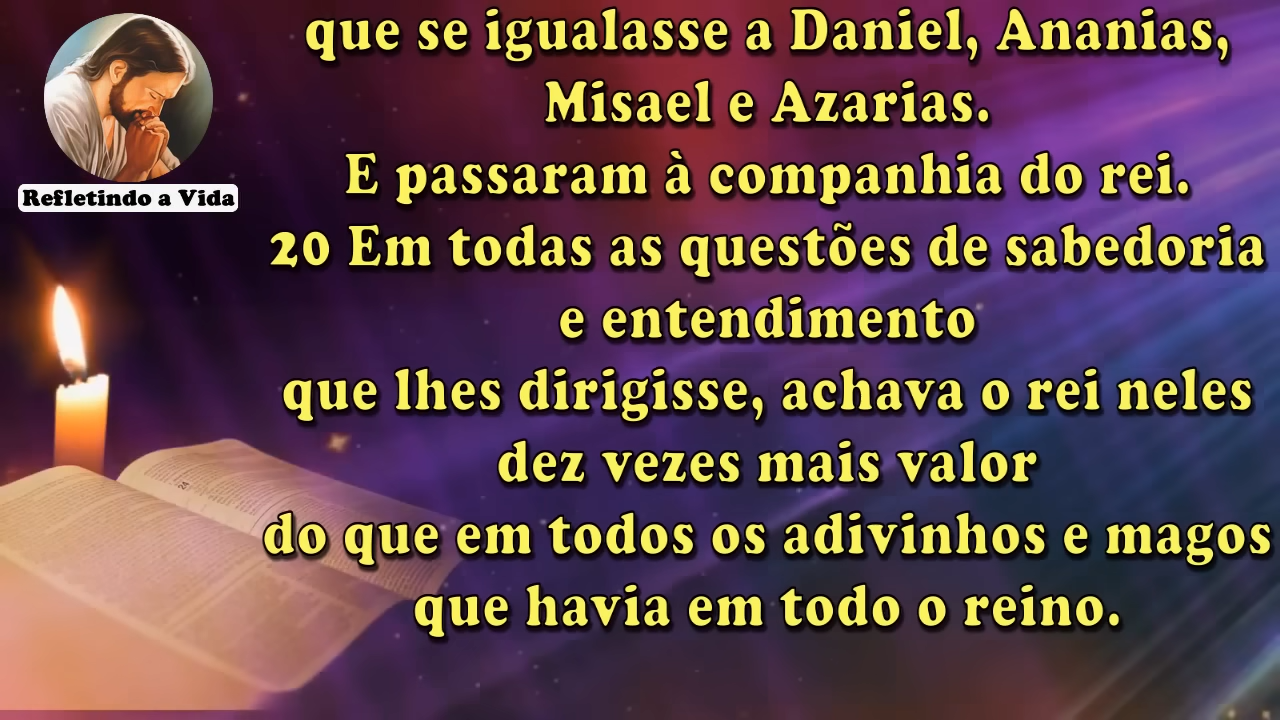 que se igualasse a Daniel, Ananias,
Misael e Azarias.
E passaram à companhia do rei.
Refletindo a Vida
20 Em todas as questões de sabedoria
e entendimento
que lhes dirigisse, achava o rei neles
dez vezes mais valor
do que em todos os adivinhos e magos
que havia em todo o reino.